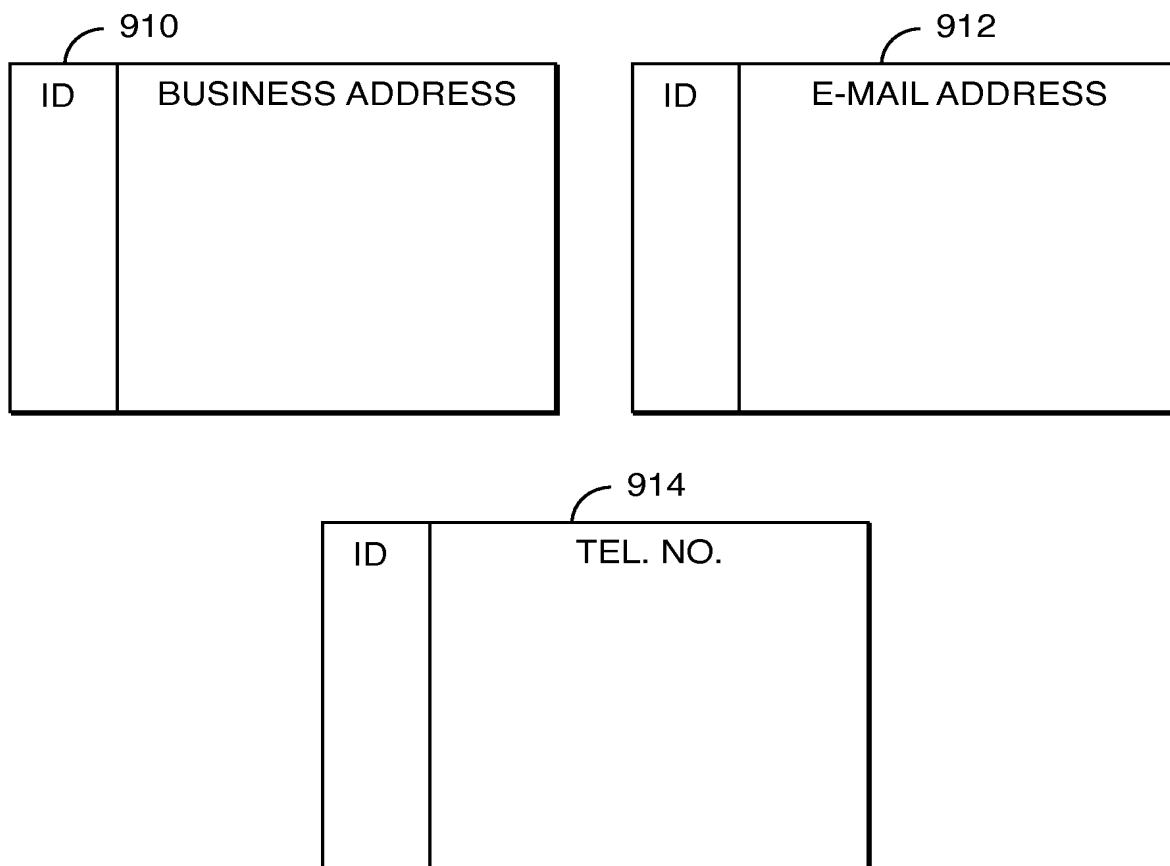 910
912
ID BUSINESS ADDRESS
ID E-MAIL ADDRESS
914
ID TEL. NO.